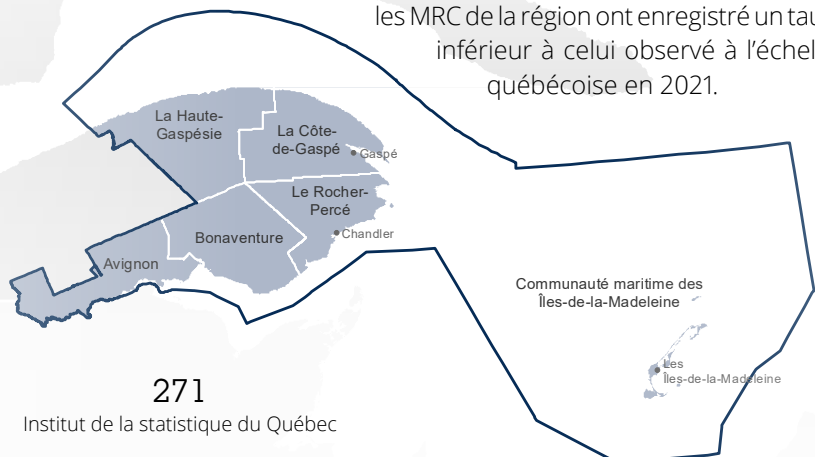 les MRC de la région ont enregistré un tau
inférieur à celui observé à l'échel
québécoise en 2021.
La Haute-
Gaspésie
La Côte-
de-Gaspé
Gaspé
Le Rocher-
Percé
Chandler
Bonaventure
Avignon
Communauté maritime des
Îles-de-la-Madeleine
Les
Îles-de-la-Madeleine
271
Institut de la statistique du Québec